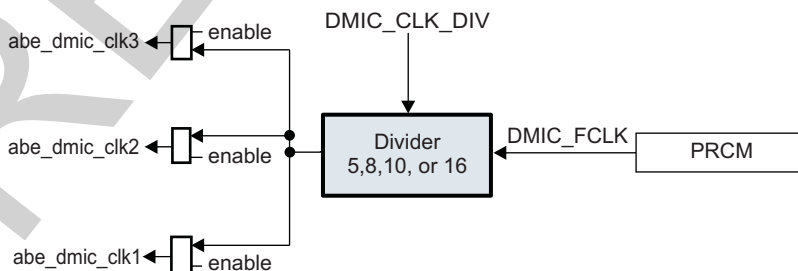 DMIC_CLK_DIV
abe_dmic_clk3
enable
abe_dmic_clk2
enable
Divider
5,8,10, or 16
DMIC_FCLK
PRCM
abe_dmic_clk1
enable